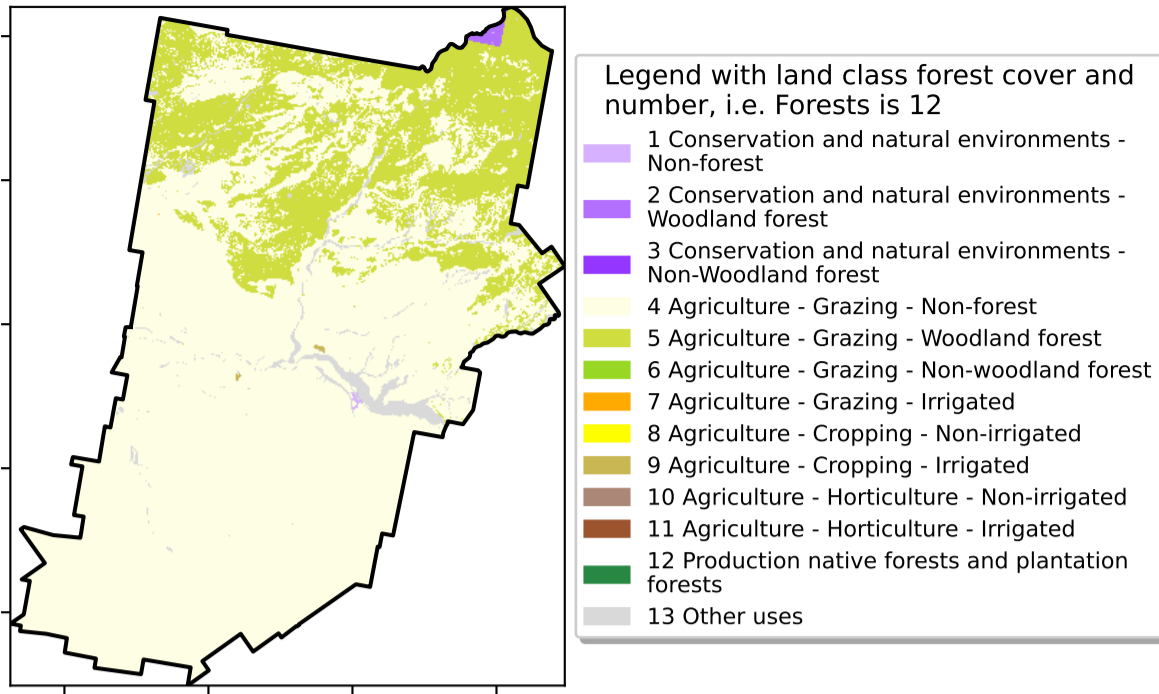 Legend with land class forest cover and
number, i.e. Forests is 12
1 Conservation and natural environments -
Non-forest
2 Conservation and natural environments -
Woodland forest
3 Conservation and natural environments -
Non-Woodland forest
4 Agriculture - Grazing - Non-forest
5 Agriculture - Grazing - Woodland forest
6 Agriculture - Grazing - Non-woodland forest
7 Agriculture - Grazing - Irrigated
8 Agriculture - Cropping - Non-irrigated
9 Agriculture - Cropping - Irrigated
10 Agriculture - Horticulture - Non-irrigated
11 Agriculture - Horticulture - Irrigated
12 Production native forests and plantation
forests
13 Other uses